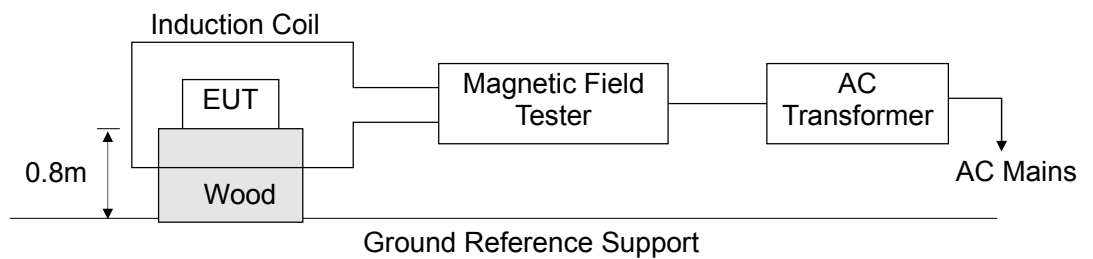 Induction Coil
EUT
Magnetic Field
Tester
AC
Transformer
0.8m
Wood
AC Mains
Ground Reference Support